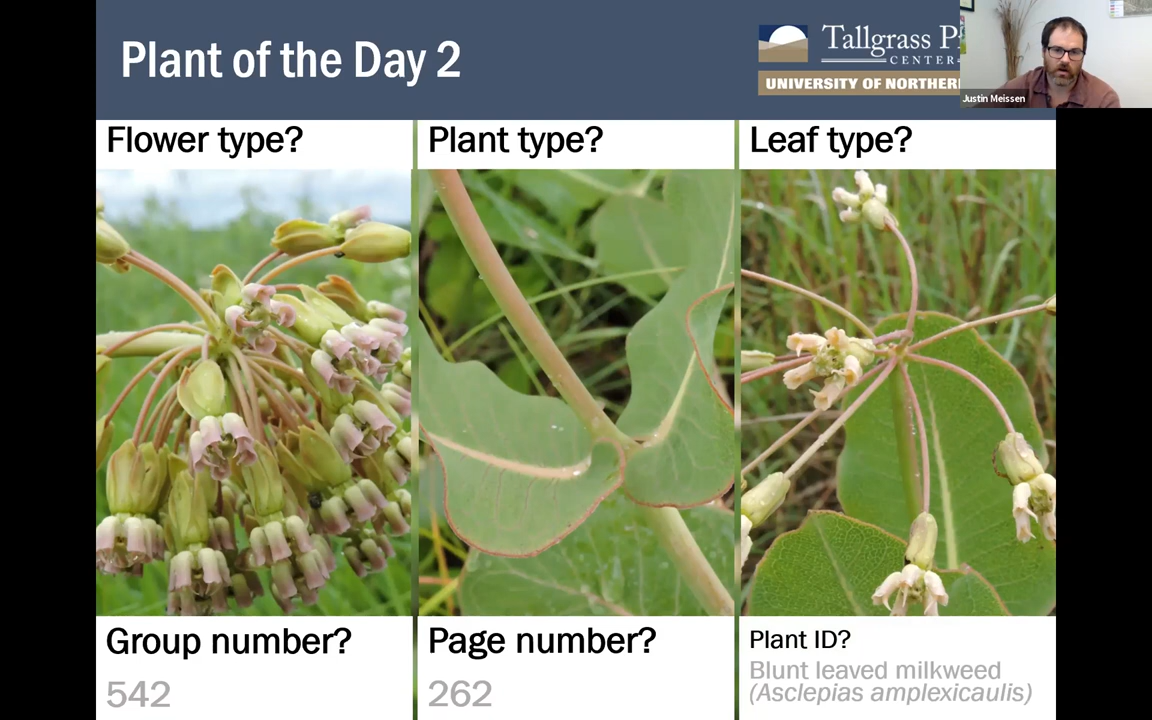 Plant of the Day 2
Tallgrass
CENTER
UNIVERSITY OF NORTHER
Justin Meissen
Flower type?
Plant type?
Leaf type?
Group number?
542
Page number?
262
Plant ID?
Blunt leaved milkweed
(Asclepias amplexicaulis)